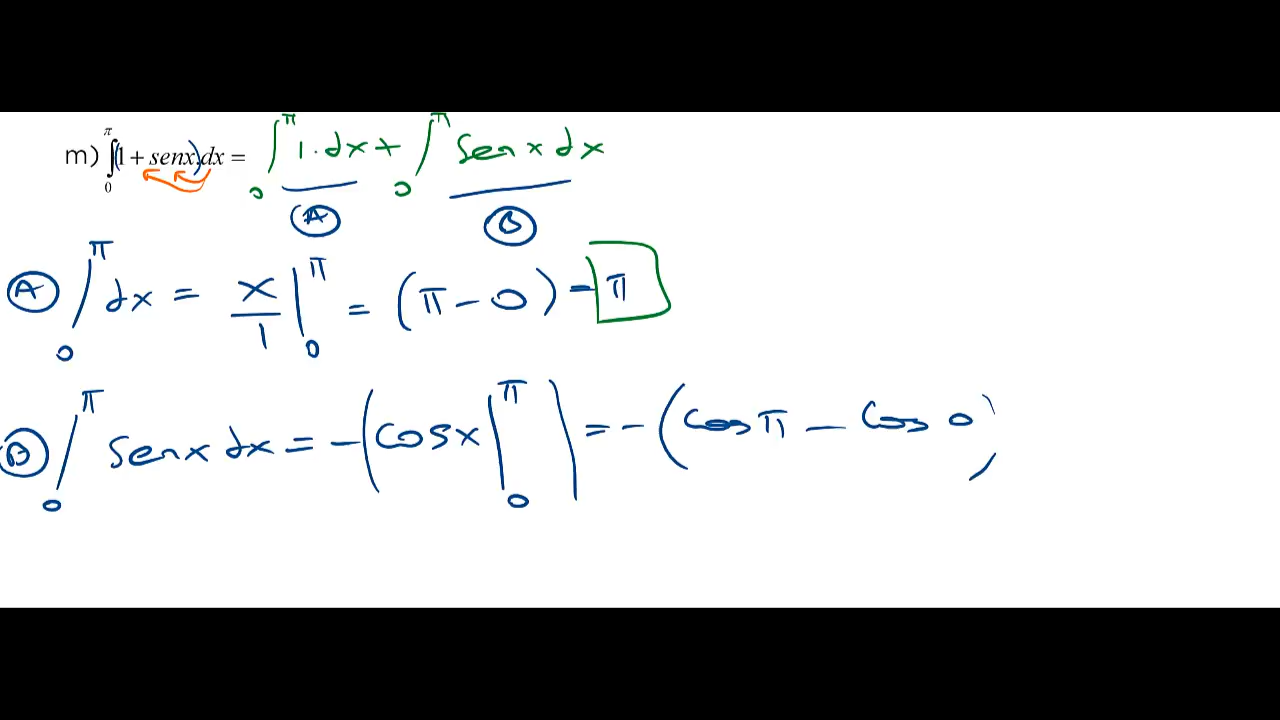 m) ∫₀^π (1 + senx)dx = ∫₀^π 1·dx + ∫₀^π sen x dx
A B
A ∫₀^π dx = x/1 |₀^π = (π - 0) = π
B ∫₀^π senx dx = -(cosx |₀^π) = -(cos π - cos 0)